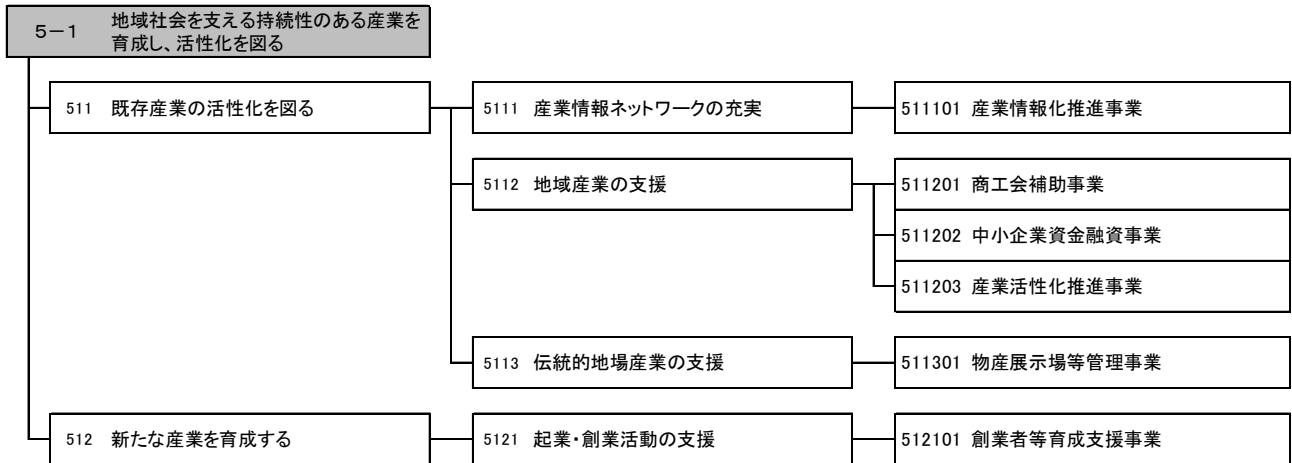 5－1 地域社会を支える持続性のある産業を
育成し、活性化を図る
511 既存産業の活性化を図る
5111 産業情報ネットワークの充実
511101 産業情報化推進事業
5112 地域産業の支援
511201 商工会補助事業
511202 中小企業資金融資事業
511203 産業活性化推進事業
5113 伝統的地場産業の支援
511301 物産展示場等管理事業
512 新たな産業を育成する
5121 起業・創業活動の支援
512101 創業者等育成支援事業